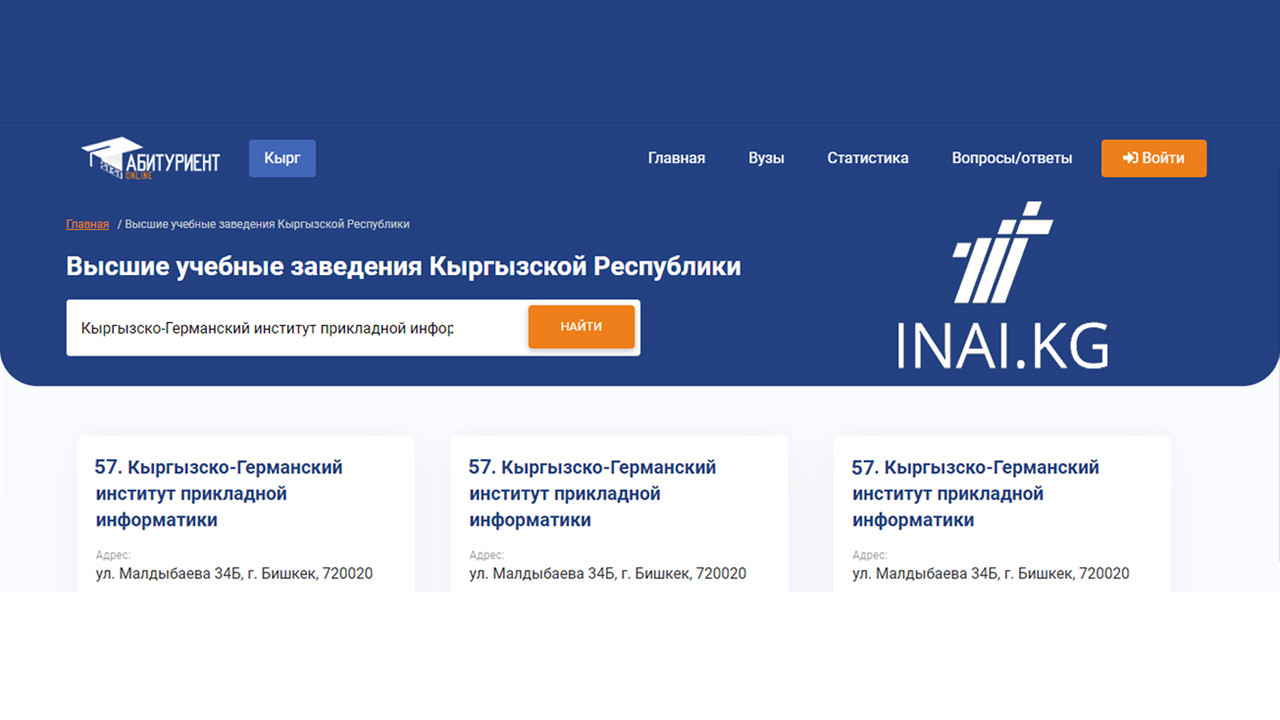 АБИТУРИЕНТ
ONLINE
Кырг
Главная
Вузы
Статистика
Вопросы/ответы
Войти
Главная / Высшие учебные заведения Кыргызской Республики
Высшие учебные заведения Кыргызской Республики
Кыргызско-Германский институт прикладной инфор
НАЙТИ
INAI.KG
57. Кыргызско-Германский
институт прикладной
информатики
Адрес:
ул. Малдыбаева 34Б, г. Бишкек, 720020
57. Кыргызско-Германский
институт прикладной
информатики
Адрес:
ул. Малдыбаева 34Б, г. Бишкек, 720020
57. Кыргызско-Германский
институт прикладной
информатики
Адрес:
ул. Малдыбаева 34Б, г. Бишкек, 720020